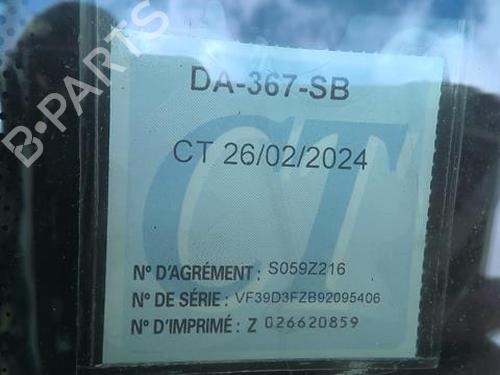 DA-367-SB
CT 26/02/2024
CT
N° D'AGRÉMENT : S059Z216
N° DE SÉRIE : VF39D3FZB92095406
N° D'IMPRIMÉ : Z 026620859
B-PARTS